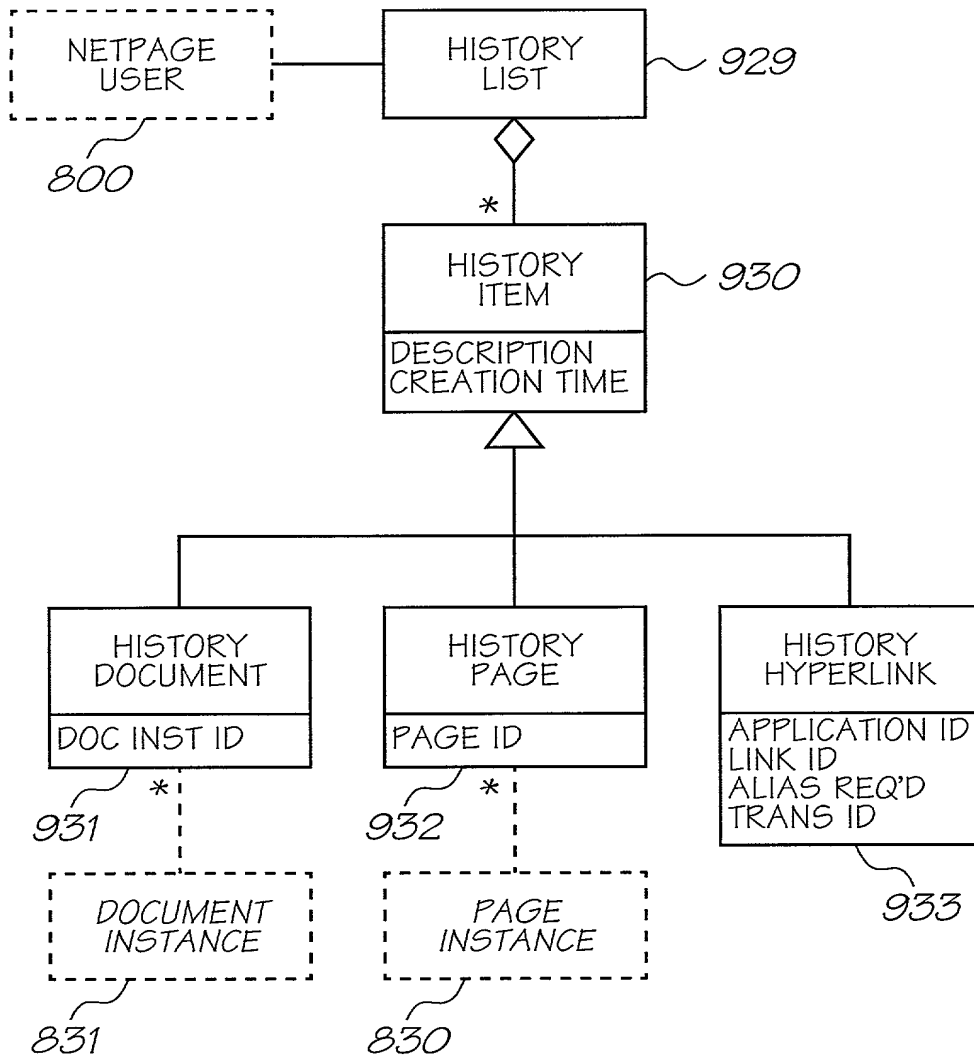 NETPAGE
USER
800
HISTORY
LIST
929
*
HISTORY
ITEM
930
DESCRIPTION
CREATION TIME
HISTORY
DOCUMENT
DOC INST ID
931
*
HISTORY
PAGE
PAGE ID
932
*
HISTORY
HYPERLINK
APPLICATION ID
LINK ID
ALIAS REQ'D
TRANS ID
933
DOCUMENT
INSTANCE
831
PAGE
INSTANCE
830